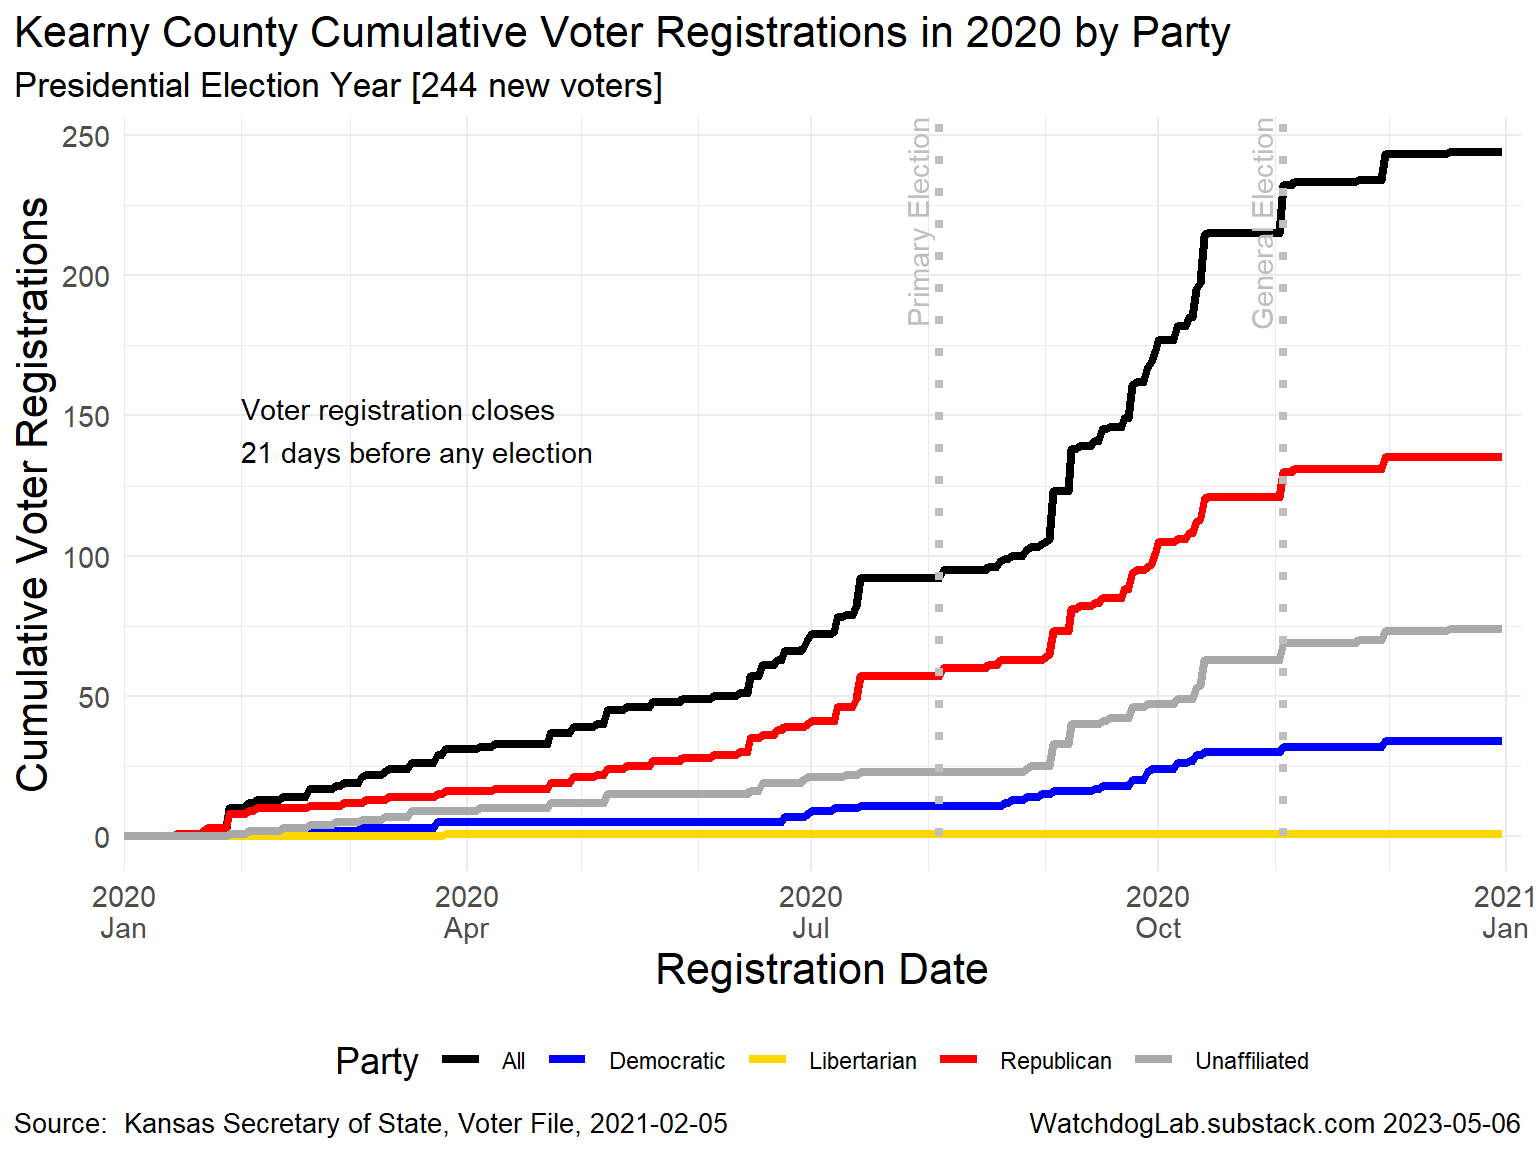 Kearny County Cumulative Voter Registrations in 2020 by Party
Presidential Election Year [244 new voters]
Cumulative Voter Registrations
250
200
150
100
50
0
Primary Election
General Election
Voter registration closes
21 days before any election
2020 2020 2020 2020 2021
Jan Apr Jul Oct Jan
Registration Date
Party All Democratic Libertarian Republican Unaffiliated
Source:  Kansas Secretary of State, Voter File, 2021-02-05
WatchdogLab.substack.com 2023-05-06